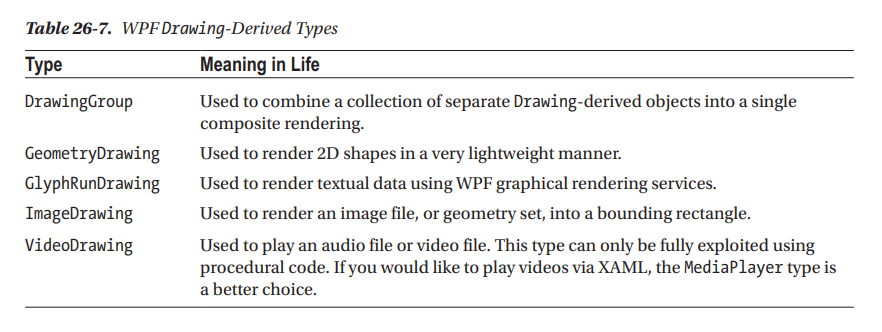 Table 26-7. WPF Drawing-Derived Types
Type Meaning in Life
DrawingGroup Used to combine a collection of separate Drawing-derived objects into a single
composite rendering.
GeometryDrawing Used to render 2D shapes in a very lightweight manner.
GlyphRunDrawing Used to render textual data using WPF graphical rendering services.
ImageDrawing Used to render an image file, or geometry set, into a bounding rectangle.
VideoDrawing Used to play an audio file or video file. This type can only be fully exploited using
procedural code. If you would like to play videos via XAML, the MediaPlayer type is
a better choice.